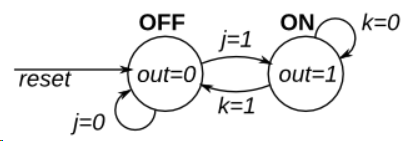 OFF
ON
j=1
k=0
reset
out=0
out=1
k=1
j=0